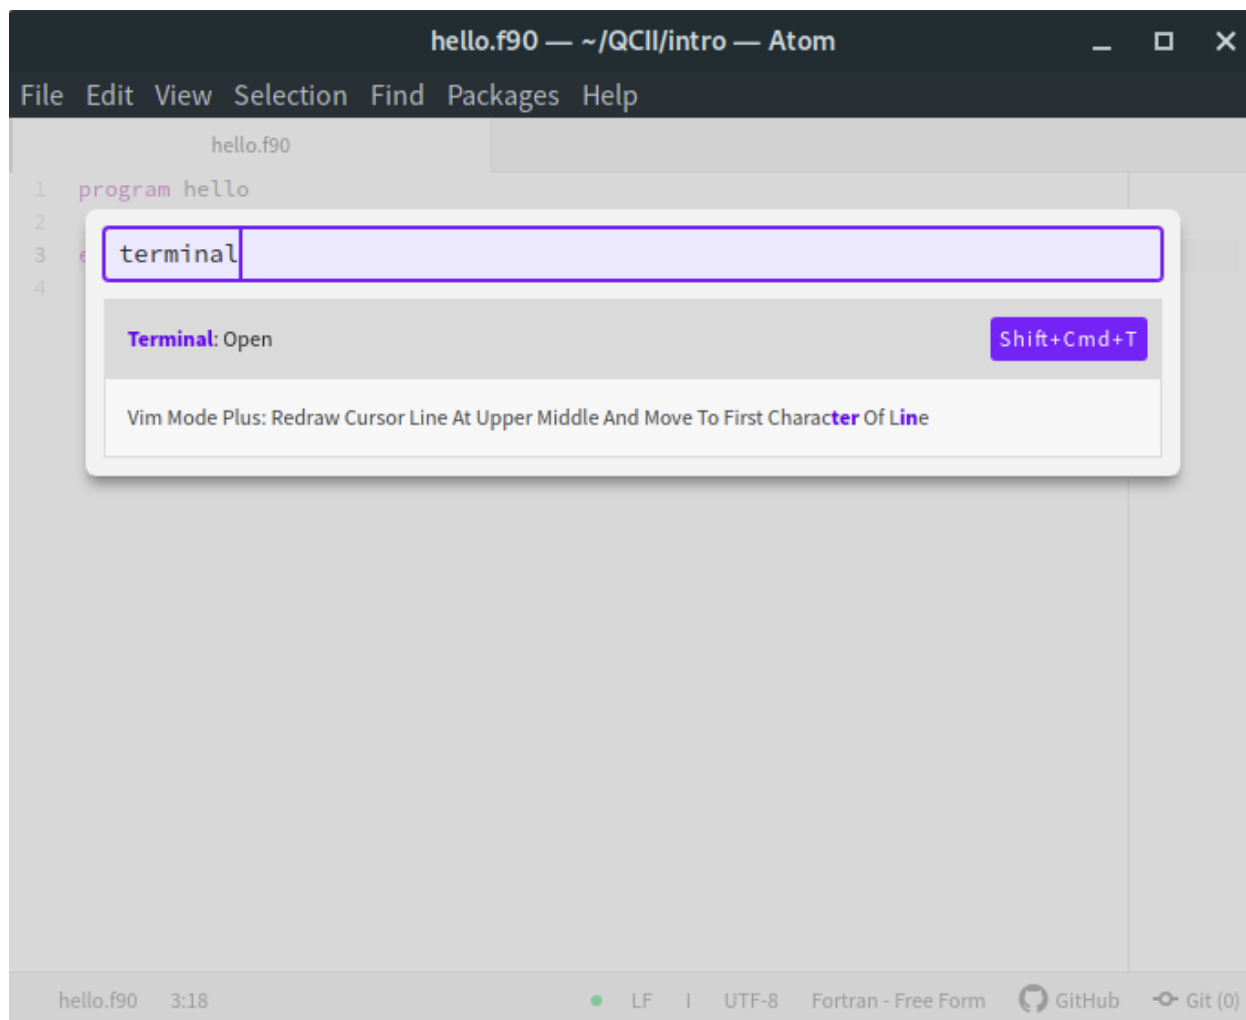 hello.f90 — ~/QCII/intro — Atom
File Edit View Selection Find Packages Help
hello.f90
1 program hello
2
terminal
3 e
4
Terminal: Open Shift+Cmd+T
Vim Mode Plus: Redraw Cursor Line At Upper Middle And Move To First Character Of Line
hello.f90 3:18 LF I UTF-8 Fortran - Free Form GitHub Git (0)